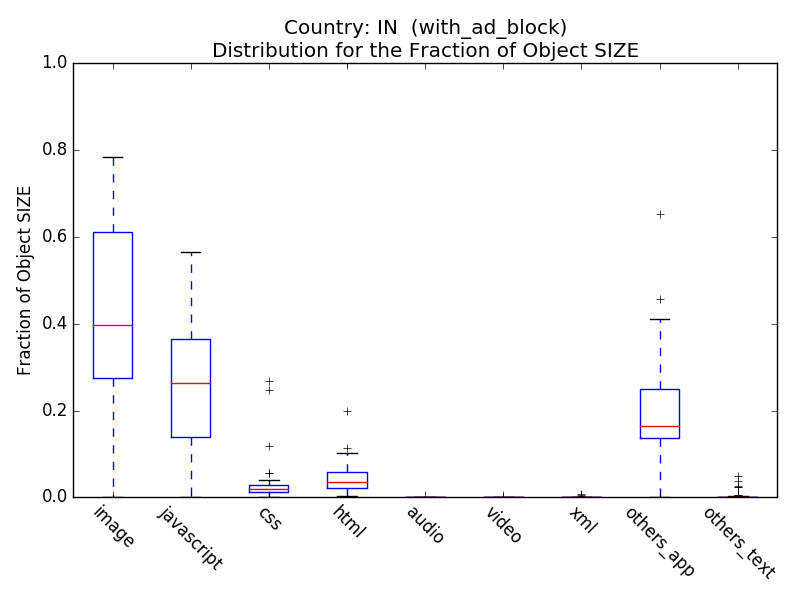 Country: IN  (with_ad_block)
Distribution for the Fraction of Object SIZE
Fraction of Object SIZE
1.0
0.8
0.6
0.4
0.2
0.0
image
javascript
css
html
audio
video
xml
others_app
others_text